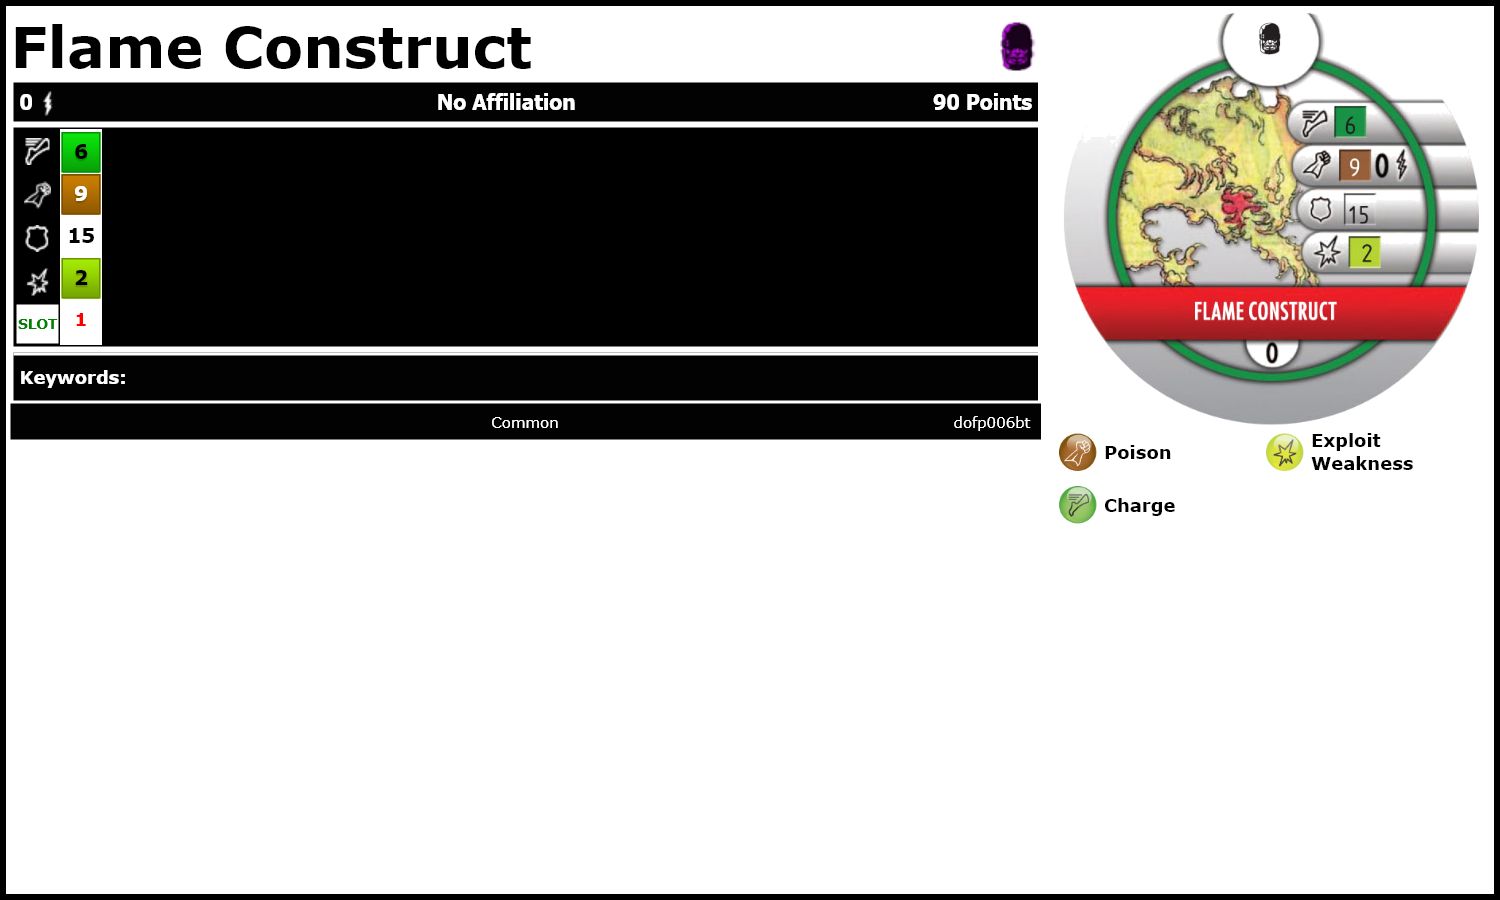 Flame Construct
0 No Affiliation 90 Points
6
9
15
2
SLOT 1
Keywords:
Common dofp006bt
6
9 0
15
2
FLAME CONSTRUCT
0
Poison
Exploit
Weakness
Charge